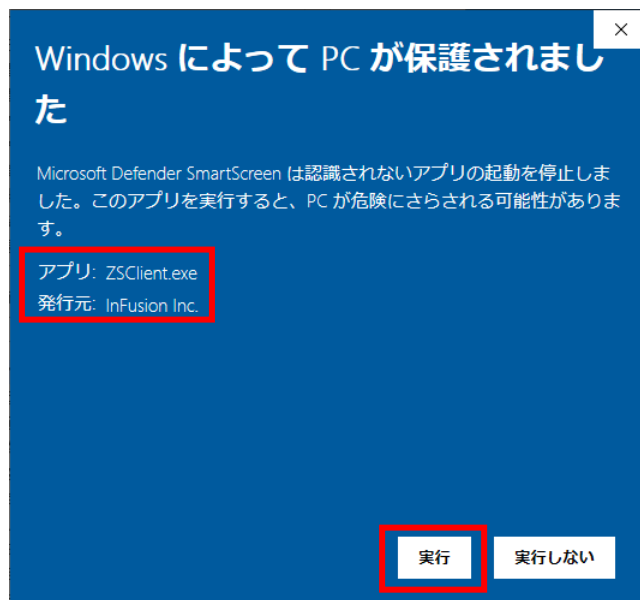 Windows によって PC が保護されまし
た
Microsoft Defender SmartScreen は認識されないアプリの起動を停止しま
した。このアプリを実行すると、PC が危険にさらされる可能性がありま
す。
アプリ: ZSClient.exe
発行元: InFusion Inc.
実行 実行しない